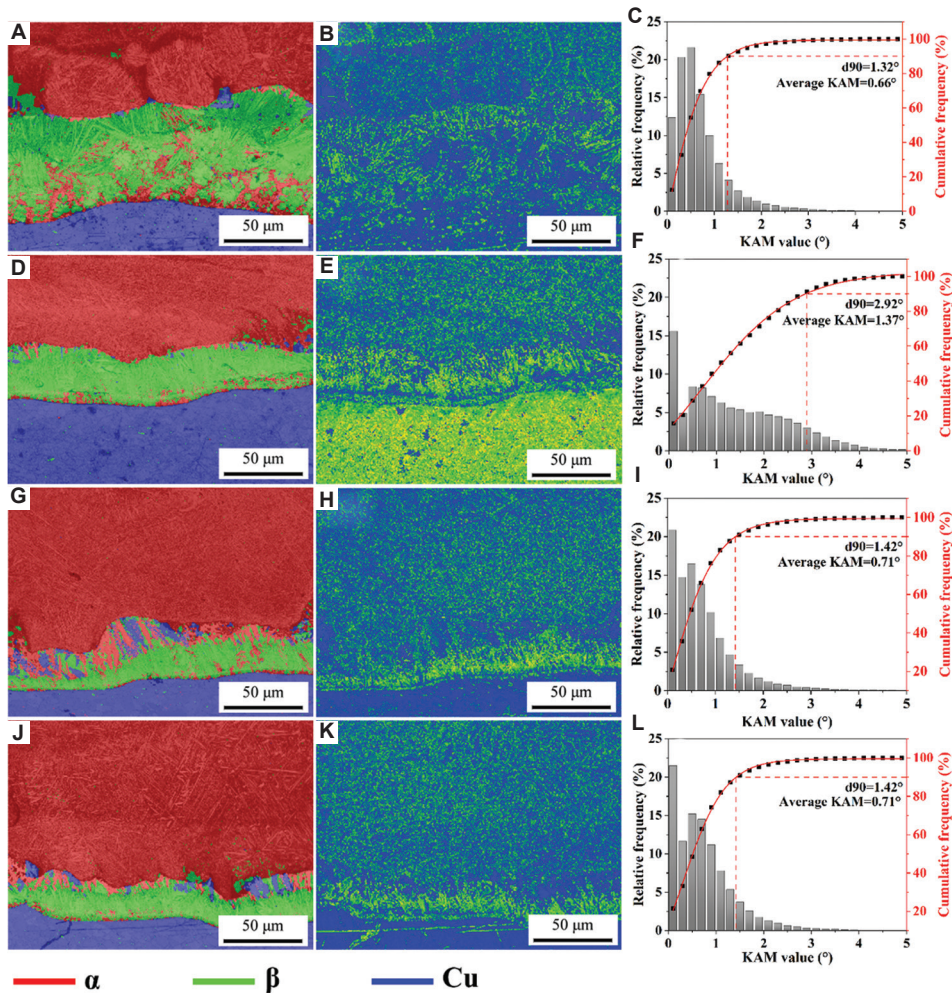 A
50 µm
B
50 µm
C
25
20
15
10
5
0
Relative frequency (%)
100
80
60
40
20
0
Cumulative frequency (%)
d90=1.32°
Average KAM=0.66°
0 1 2 3 4 5
KAM value (°)
D
50 µm
E
50 µm
F
25
20
15
10
5
0
Relative frequency (%)
100
80
60
40
20
0
Cumulative frequency (%)
d90=2.92°
Average KAM=1.37°
0 1 2 3 4 5
KAM value (°)
G
50 µm
H
50 µm
I
25
20
15
10
5
0
Relative frequency (%)
100
80
60
40
20
Cumulative frequency (%)
d90=1.42°
Average KAM=0.71°
0 1 2 3 4 5
KAM value (°)
J
50 µm
K
50 µm
L
25
20
15
10
5
0
Relative frequency (%)
100
80
60
40
20
Cumulative frequency (%)
d90=1.42°
Average KAM=0.71°
0 1 2 3 4 5
KAM value (°)
α β Cu